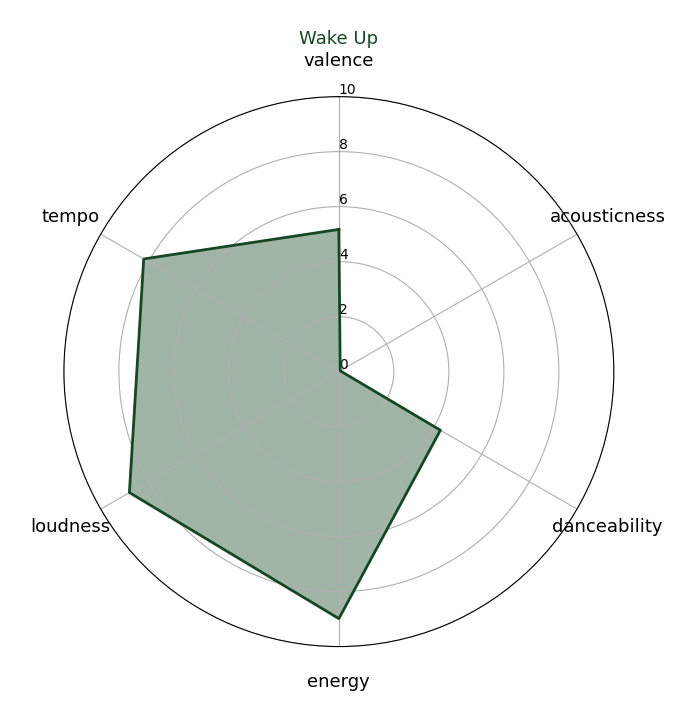 Wake Up
valence
10
8
6
4
2
0
tempo
acousticness
loudness
danceability
energy